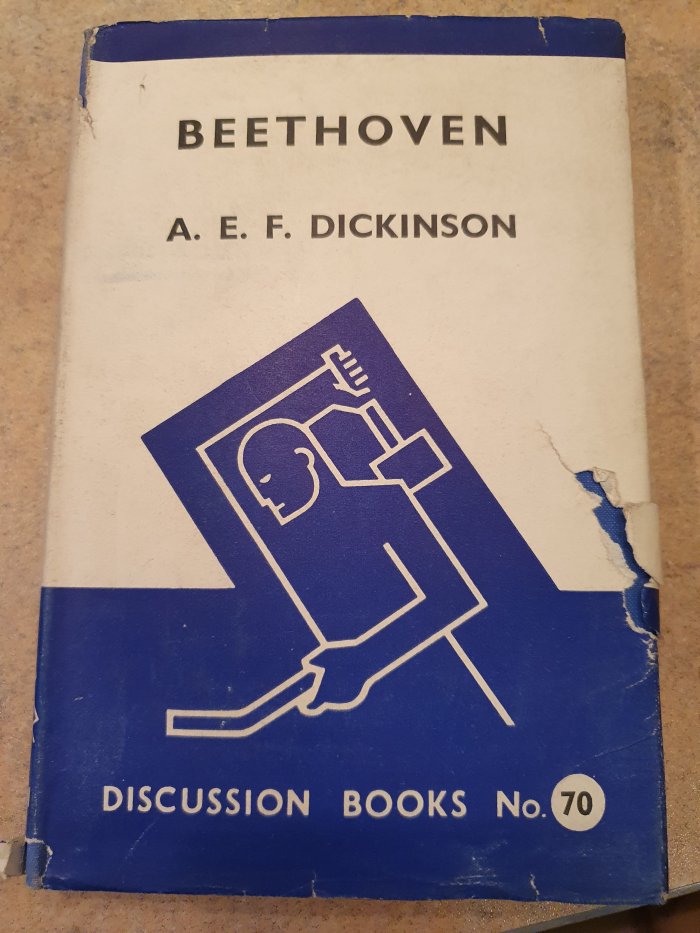 BEETHOVEN
A. E. F. DICKINSON
DISCUSSION BOOKS No. 70